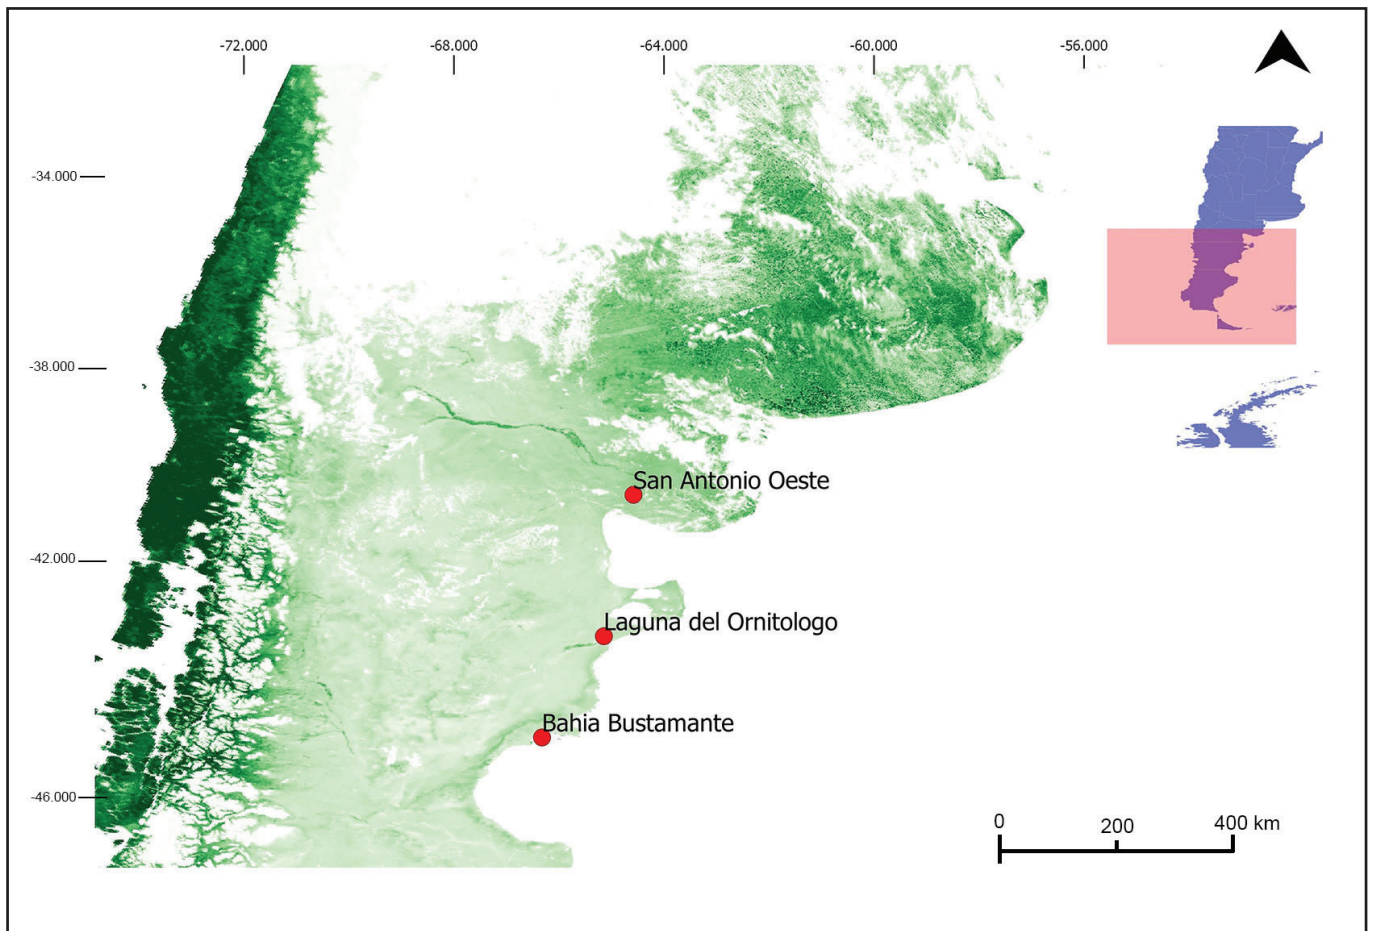 -72.000
-68.000
-64.000
-60.000
-56.000
-34.000
-38.000
San Antonio Oeste
-42.000
Laguna del Ornitologo
Bahia Bustamante
-46.000
0
200
400 km